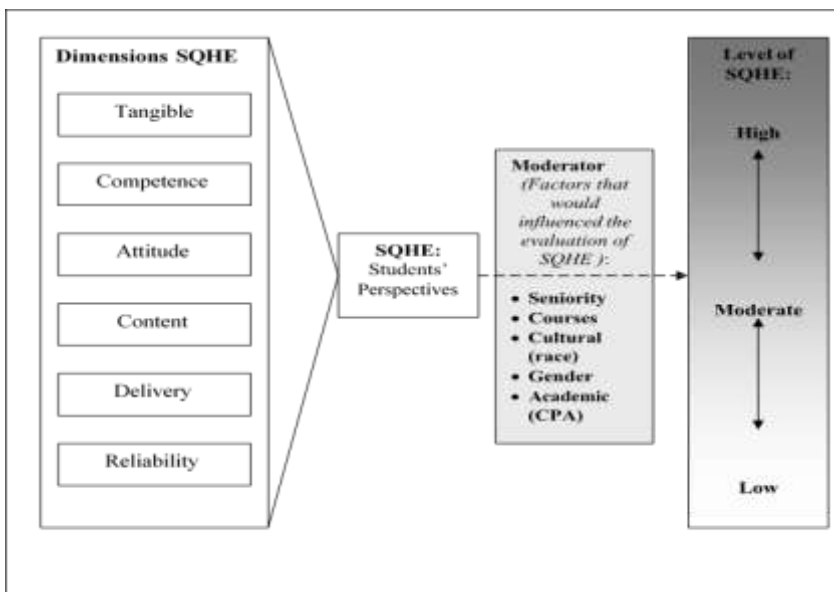 Dimensions SQHE
Tangible
Competence
Attitude
Content
Delivery
Reliability
SQHE:
Students’
Perspectives
Moderator
(Factors that
would
influenced the
evaluation of
SQHE ):
• Seniority
• Courses
• Cultural
(race)
• Gender
• Academic
(CPA)
Level of
SQHE:
High
Moderate
Low